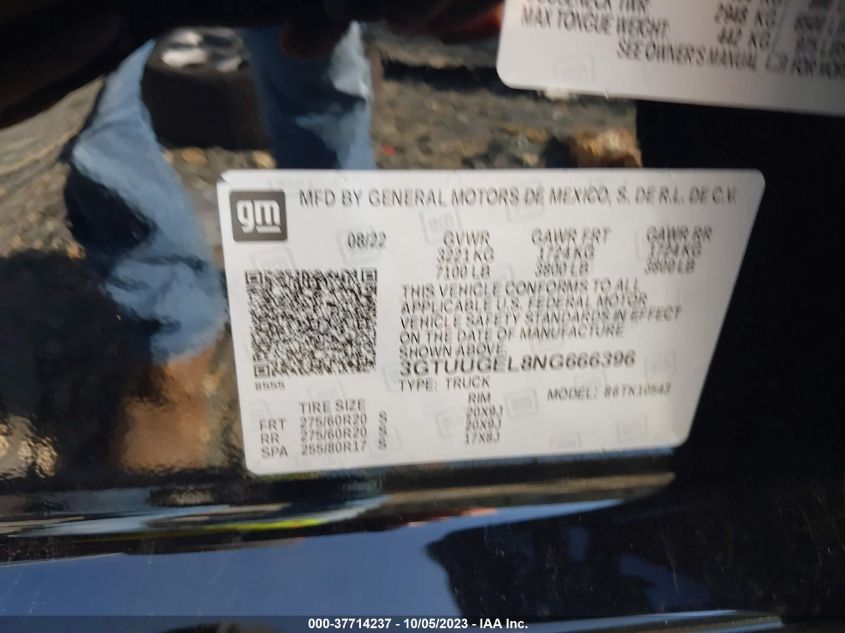 MAX TONGUE WEIGHT:
2948 KG
442 KG
SEE OWNER'S MANUAL
gm
MFD BY GENERAL MOTORS DE MEXICO, S. DE R.L. DE C.V.
08/22 GVWR GAWR FRT GAWR RR
3221 KG 1724 KG 1724 KG
7100 LB 3800 LB 3800 LB
THIS VEHICLE CONFORMS TO ALL
APPLICABLE U.S. FEDERAL MOTOR
VEHICLE SAFETY STANDARDS IN EFFECT
ON THE DATE OF MANUFACTURE
SHOWN ABOVE.
3GTUUGEL8NG666396
8555
TYPE: TRUCK
MODEL: 86TK10543
TIRE SIZE RIM
FRT 275/60R20 S 20X9J
RR 275/60R20 S 20X9J
SPA 255/80R17 S 17X8J
000-37714237 - 10/05/2023 - IAA Inc.